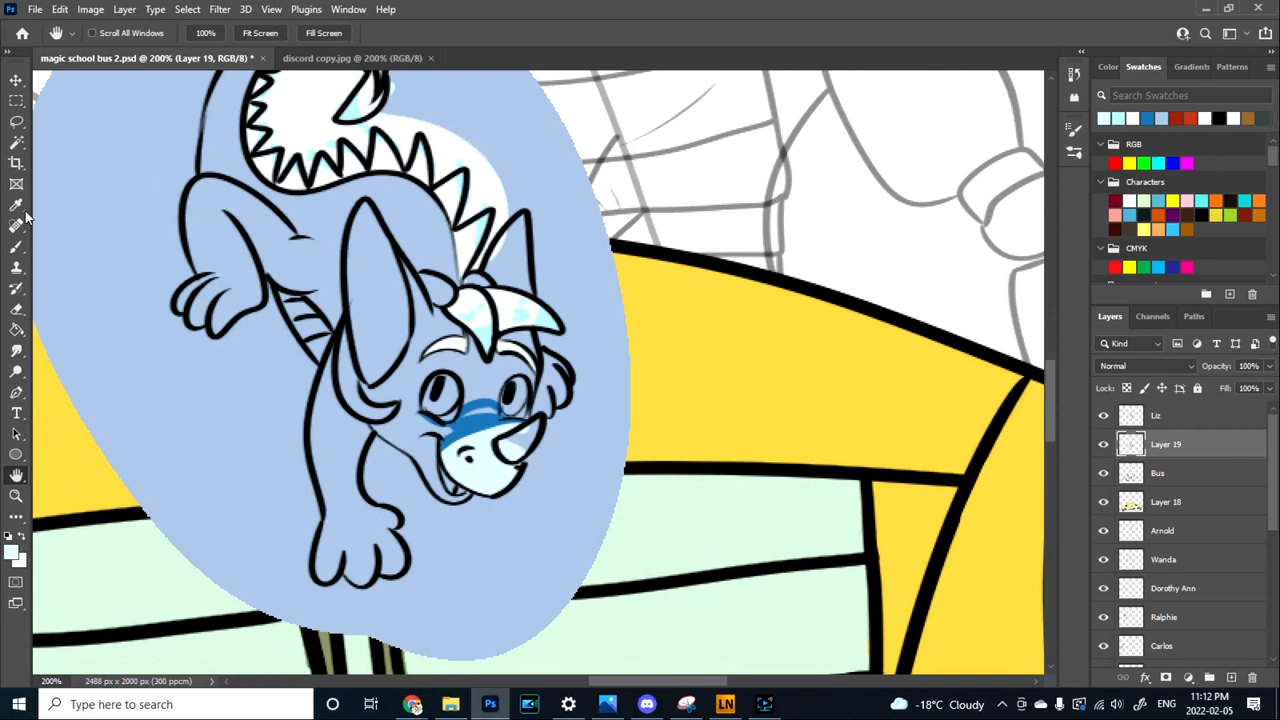 File Edit Image Layer Type Select Filter 3D View Plugins Window Help
Scroll All Windows 100% Fit Screen Fill Screen
magic school bus 2.psd @ 200% (Layer 19, RGB/8) * × discord copy.jpg @ 200% (RGB/8) ×
Color Swatches Gradients Patterns
Search Swatches
RGB
Characters
CMYK
Layers Channels Paths
Kind
Normal Opacity: 100%
Lock: Fill: 100%
Liz
Layer 19
Bus
Layer 18
Arnold
Wanda
Dorothy Ann
Ralphie
Carlos
200% 2488 px x 2000 px (300 ppcm)
Type here to search
-18°C Cloudy
ENG
11:12 PM
2022-02-05